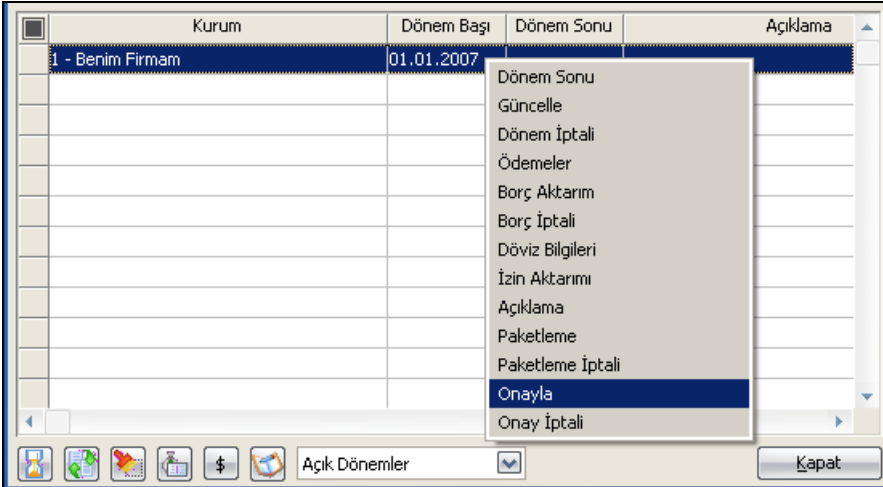 Kurum Dönem Başı Dönem Sonu Açıklama
1 - Benim Firmam 01.01.2007
Dönem Sonu
Güncelle
Dönem İptali
Ödemeler
Borç Aktarım
Borç İptali
Döviz Bilgileri
İzin Aktarımı
Açıklama
Paketleme
Paketleme İptali
Onayla
Onay İptali
$ Açık Dönemler Kapat